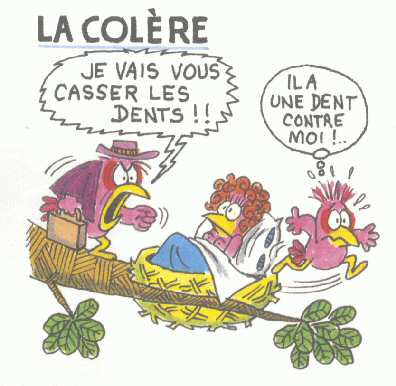 LA COLÈRE
JE VAIS VOUS
CASSER LES
DENTS !!
IL A
UNE DENT
CONTRE
MOI !..